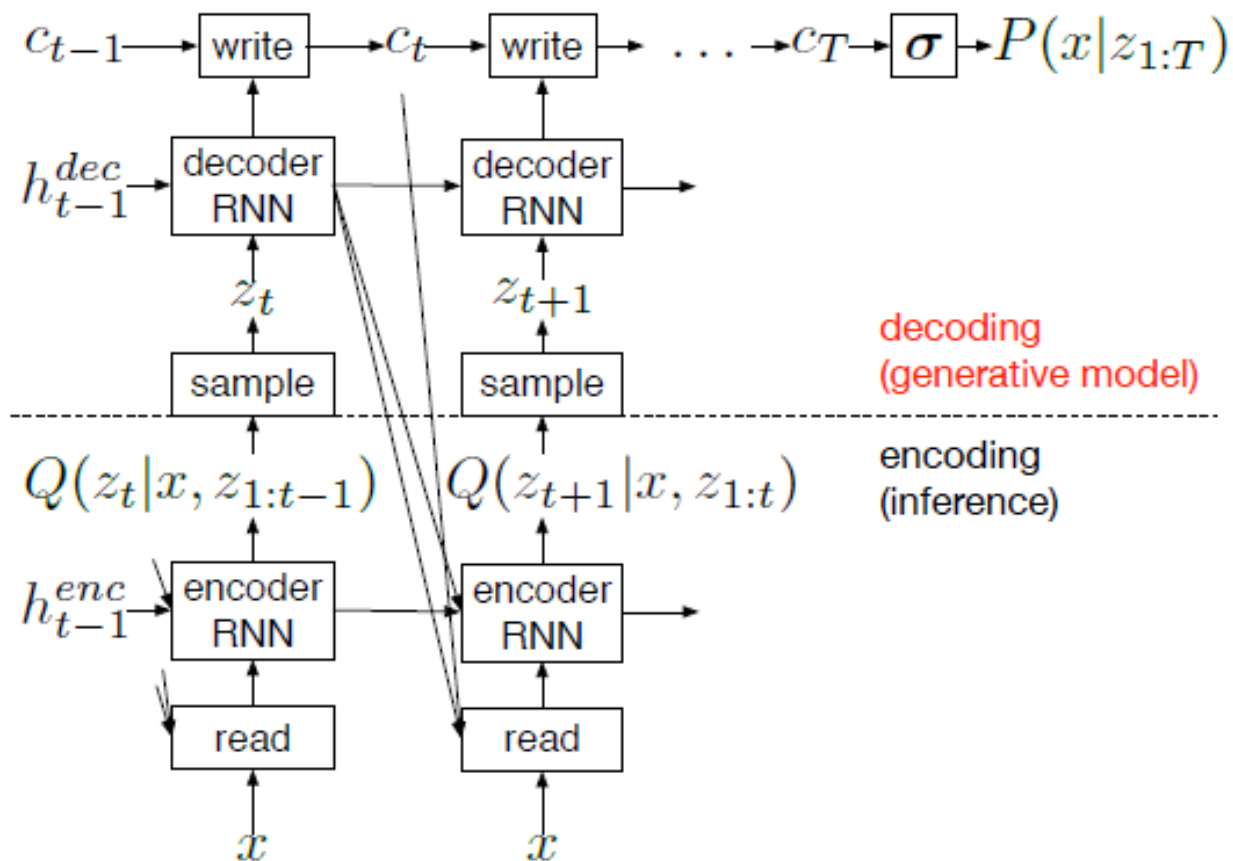 c_{t-1} write c_t write ... c_T σ P(x|z_{1:T})
h_{t-1}^{dec} decoder RNN decoder RNN
z_t z_{t+1}
sample sample
decoding
(generative model)
Q(z_t|x, z_{1:t-1}) Q(z_{t+1}|x, z_{1:t})
encoding
(inference)
h_{t-1}^{enc} encoder RNN encoder RNN
read read
x x